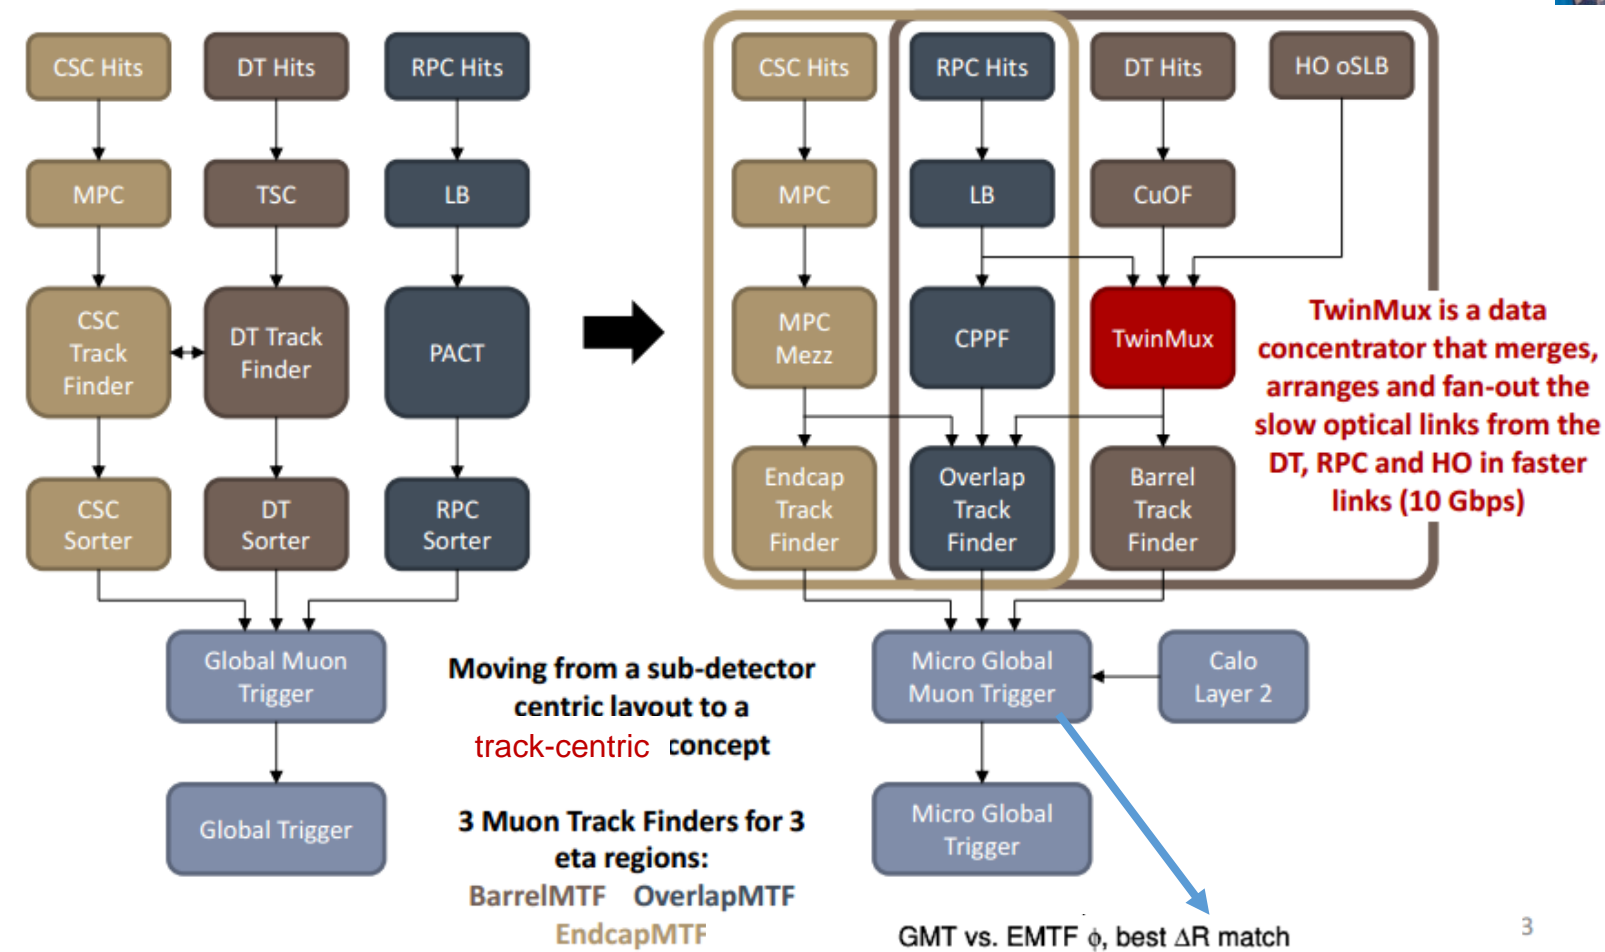 CSC Hits
DT Hits
RPC Hits
MPC
TSC
LB
CSC
Track
Finder
DT Track
Finder
PACT
CSC
Sorter
DT
Sorter
RPC
Sorter
Global Muon
Trigger
Global Trigger
CSC Hits
RPC Hits
DT Hits
HO oSLB
MPC
LB
CuOF
MPC
Mezz
CPPF
TwinMux
Endcap
Track
Finder
Overlap
Track
Finder
Barrel
Track
Finder
Micro Global
Muon Trigger
Calo
Layer 2
Micro Global
Trigger
TwinMux is a data
concentrator that merges,
arranges and fan-out the
slow optical links from the
DT, RPC and HO in faster
links (10 Gbps)
Moving from a sub-detector
centric layout to a
track-centric concept
3 Muon Track Finders for 3
eta regions:
BarrelMTF OverlapMTF
EndcapMTF
GMT vs. EMTF ϕ, best ΔR match
3